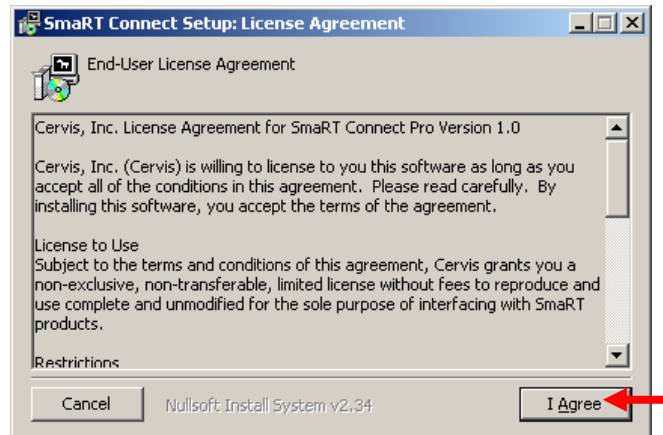 SmaRT Connect Setup: License Agreement
End-User License Agreement
Cervis, Inc. License Agreement for SmaRT Connect Pro Version 1.0
Cervis, Inc. (Cervis) is willing to license to you this software as long as you
accept all of the conditions in this agreement.  Please read carefully.  By
installing this software, you accept the terms of the agreement.
License to Use
Subject to the terms and conditions of this agreement, Cervis grants you a
non-exclusive, non-transferable, limited license without fees to reproduce and
use complete and unmodified for the sole purpose of interfacing with SmaRT
products.
Restrictions
Cancel
Nullsoft Install System v2.34
I Agree